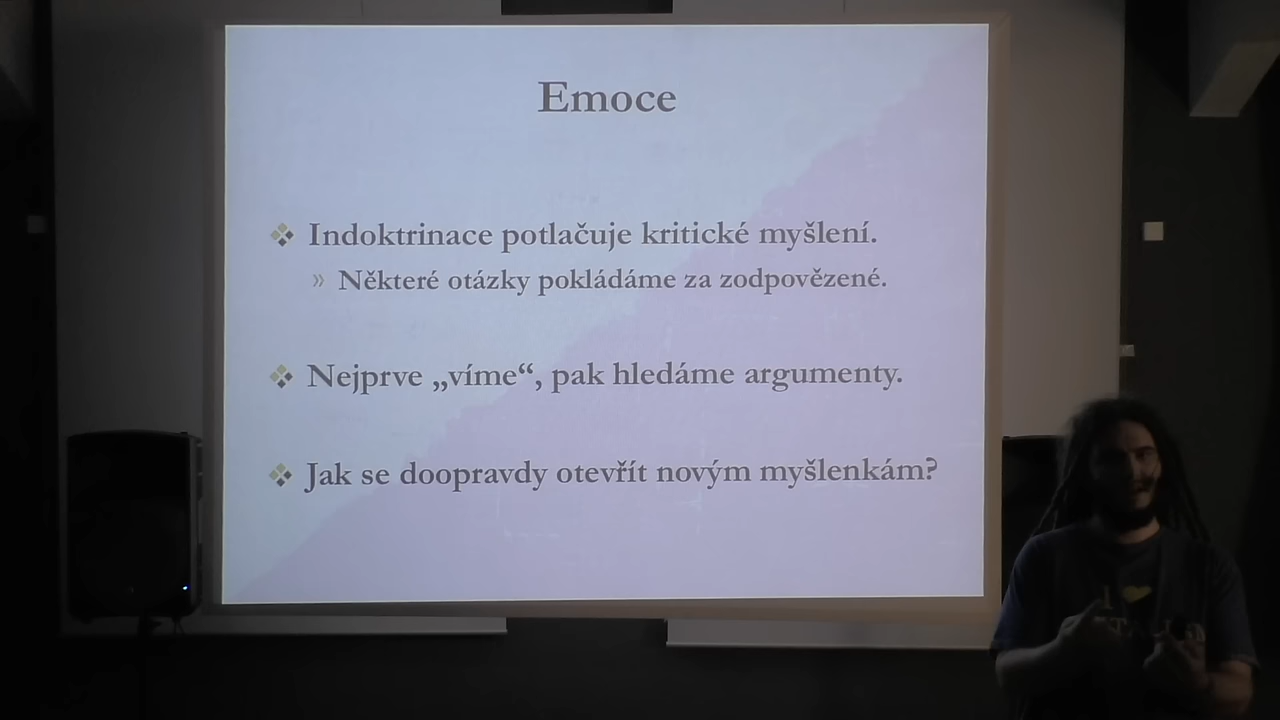 Emoce
Indoktrinace potlačuje kritické myšlení.
Některé otázky pokládáme za zodpovězené.
Nejprve „víme“, pak hledáme argumenty.
Jak se doopravdy otevřít novým myšlenkám?
I